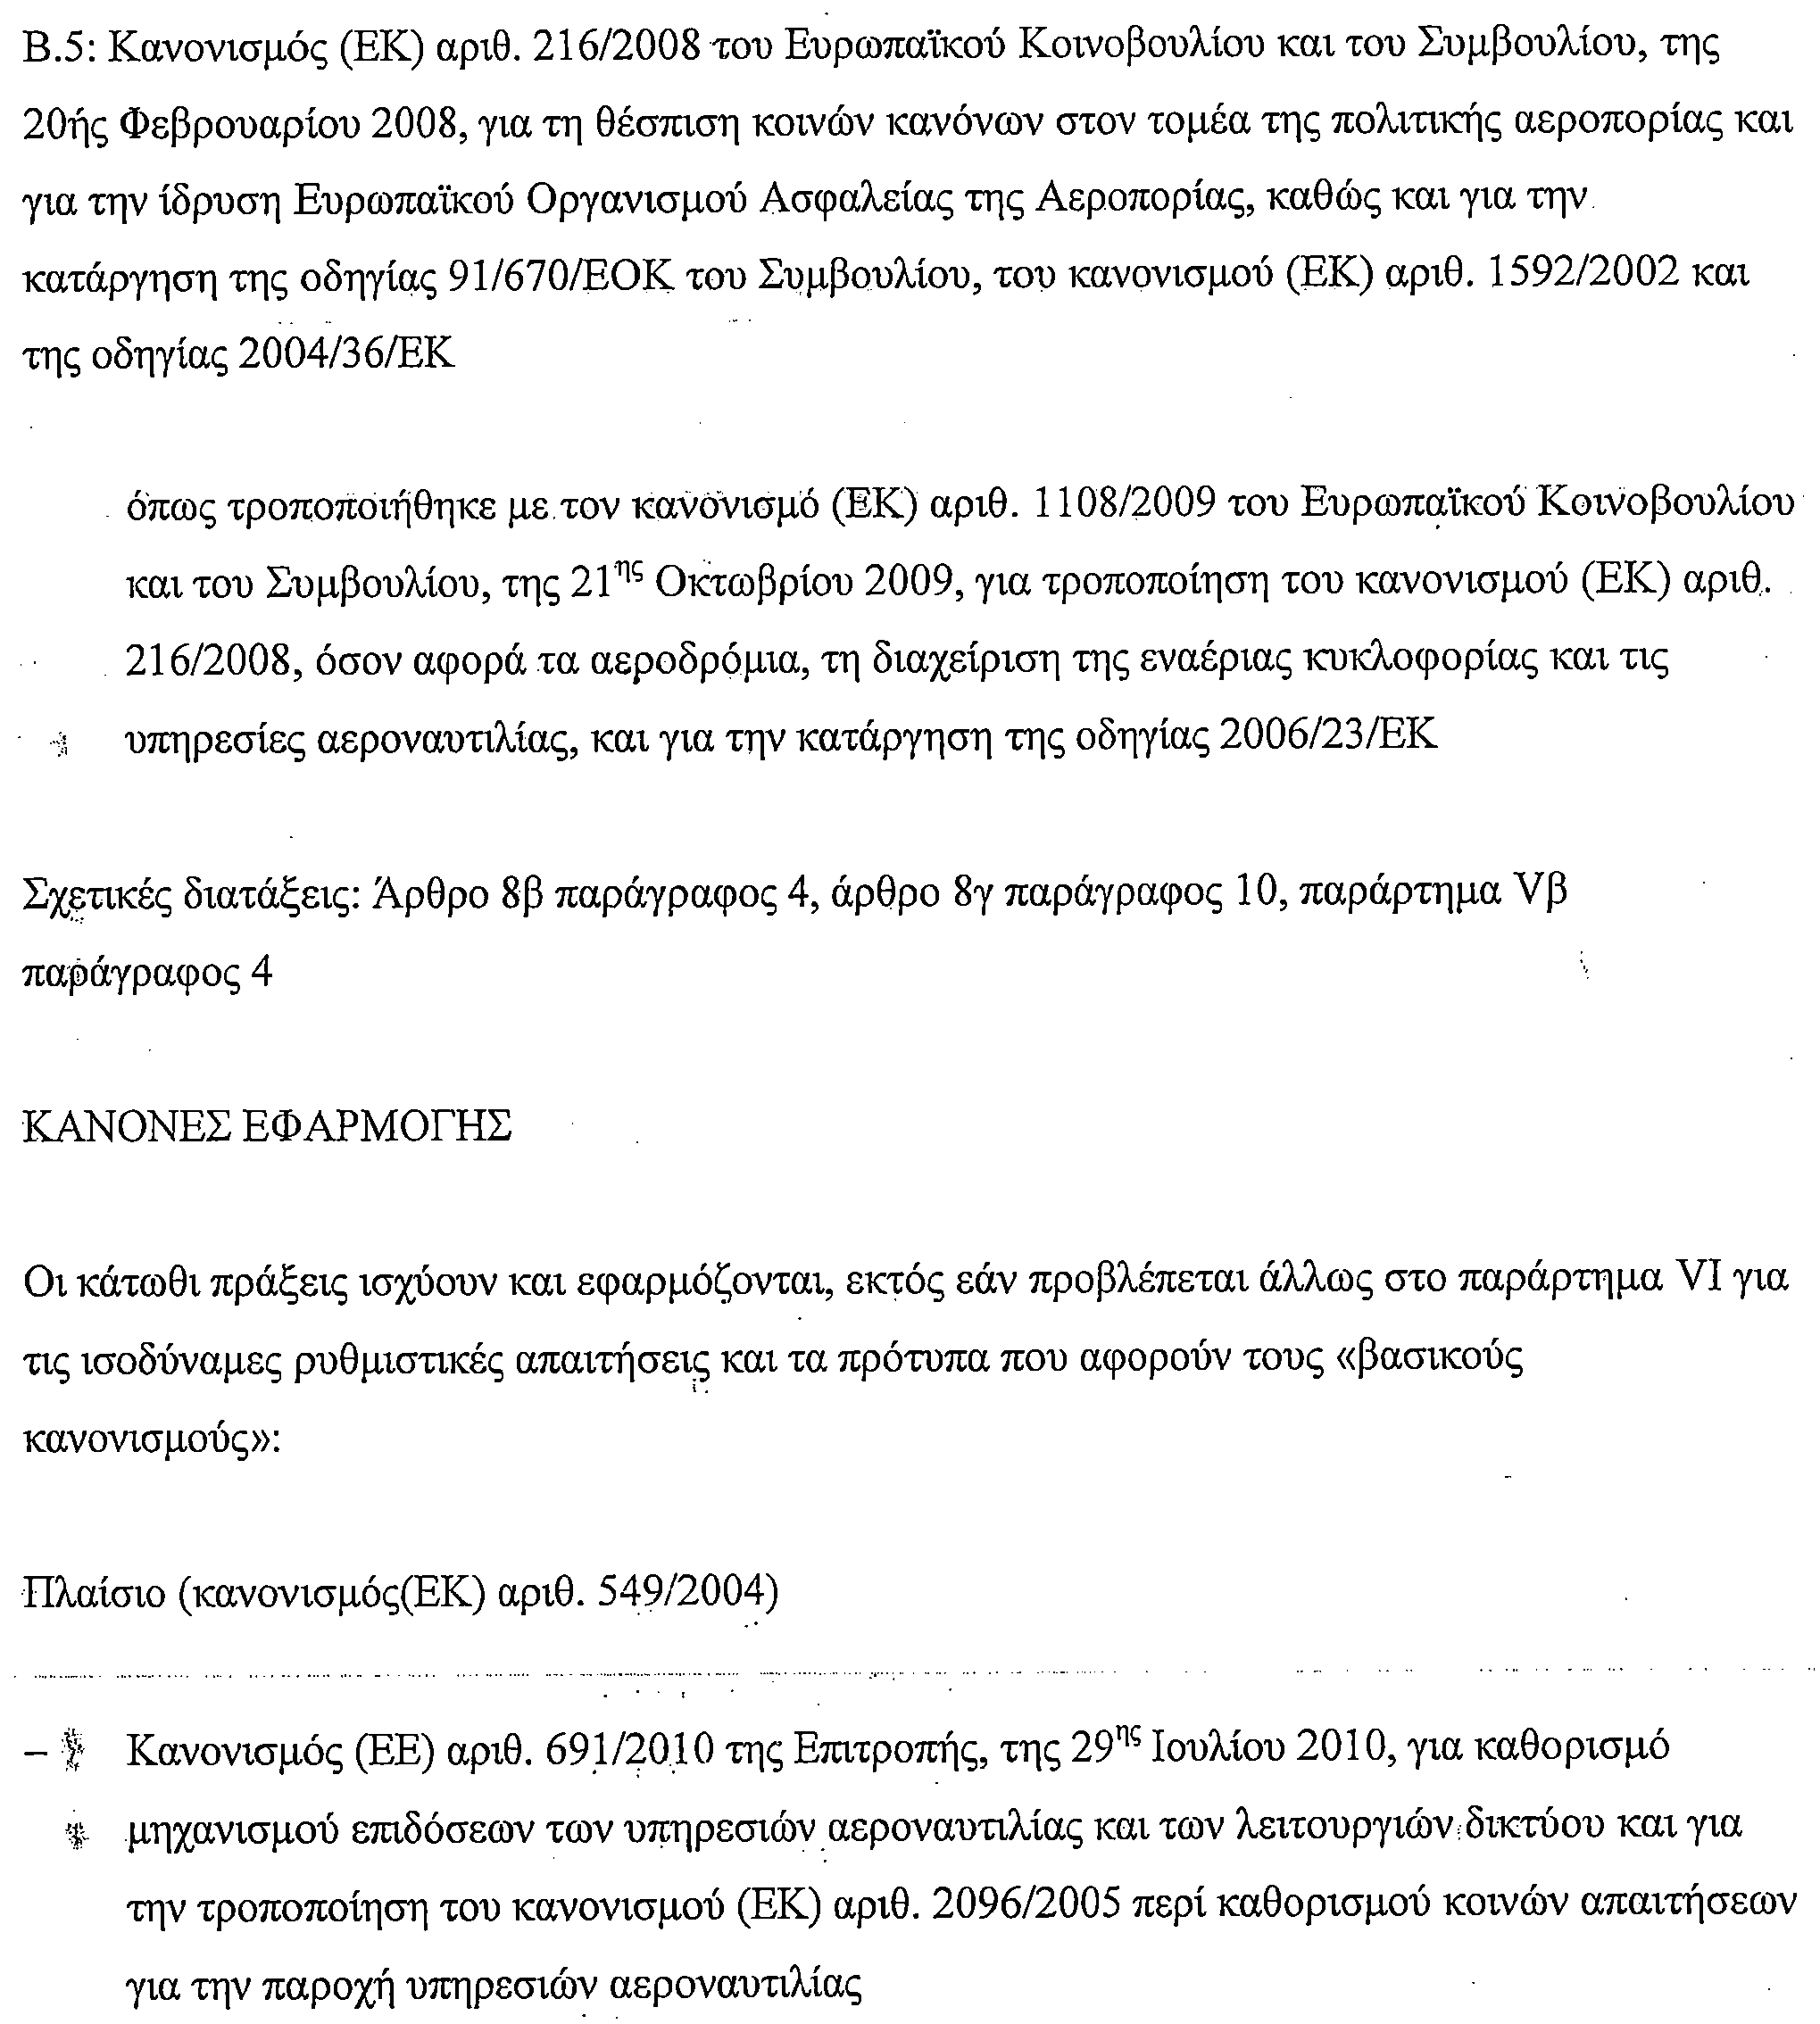 Β.5: Κανονισμός (ΕΚ) αριθ. 216/2008 του Ευρωπαϊκού Κοινοβουλίου και του Συμβουλίου, της
20ής Φεβρουαρίου 2008, για τη θέσπιση κοινών κανόνων στον τομέα της πολιτικής αεροπορίας και
για την ίδρυση Ευρωπαϊκού Οργανισμού Ασφαλείας της Αεροπορίας, καθώς και για την
κατάργηση της οδηγίας 91/670/ΕΟΚ του Συμβουλίου, του κανονισμού (ΕΚ) αριθ. 1592/2002 και
της οδηγίας 2004/36/ΕΚ
όπως τροποποιήθηκε με τον κανονισμό (ΕΚ) αριθ. 1108/2009 του Ευρωπαϊκού Κοινοβουλίου
και του Συμβουλίου, της 21ης Οκτωβρίου 2009, για τροποποίηση του κανονισμού (ΕΚ) αριθ.
216/2008, όσον αφορά τα αεροδρόμια, τη διαχείριση της εναέριας κυκλοφορίας και τις
υπηρεσίες αεροναυτιλίας, και για την κατάργηση της οδηγίας 2006/23/ΕΚ
Σχετικές διατάξεις: Άρθρο 8β παράγραφος 4, άρθρο 8γ παράγραφος 10, παράρτημα Vβ
παράγραφος 4
ΚΑΝΟΝΕΣ ΕΦΑΡΜΟΓΗΣ
Οι κάτωθι πράξεις ισχύουν και εφαρμόζονται, εκτός εάν προβλέπεται άλλως στο παράρτημα VI για
τις ισοδύναμες ρυθμιστικές απαιτήσεις και τα πρότυπα που αφορούν τους «βασικούς
κανονισμούς»:
Πλαίσιο (κανονισμός(ΕΚ) αριθ. 549/2004)
– Κανονισμός (ΕΕ) αριθ. 691/2010 της Επιτροπής, της 29ης Ιουλίου 2010, για καθορισμό
μηχανισμού επιδόσεων των υπηρεσιών αεροναυτιλίας και των λειτουργιών δικτύου και για
την τροποποίηση του κανονισμού (ΕΚ) αριθ. 2096/2005 περί καθορισμού κοινών απαιτήσεων
για την παροχή υπηρεσιών αεροναυτιλίας